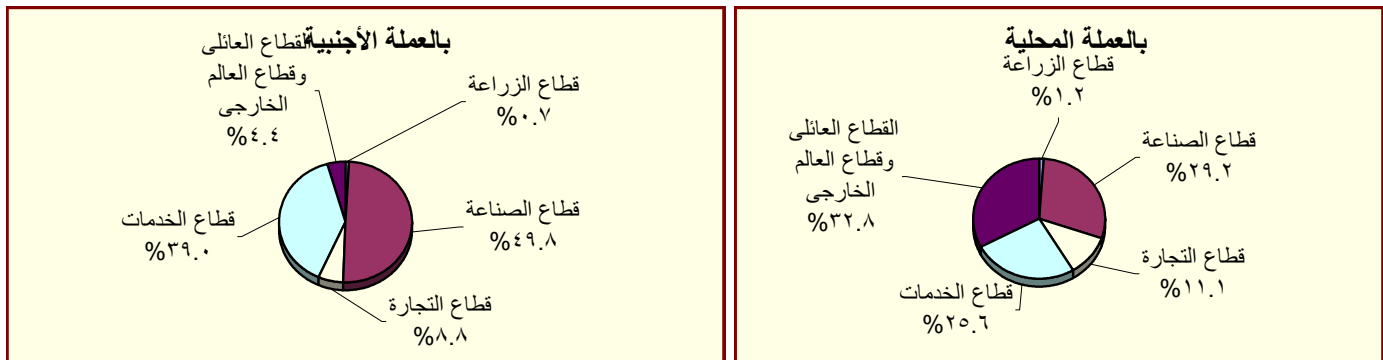 بالعملة المحلية
قطاع الزراعة
%١.٢
قطاع الصناعة
%٢٩.٢
قطاع التجارة
%١١.١
قطاع الخدمات
%٢٥.٦
القطاع العائلى
وقطاع العالم
الخارجى
%٣٢.٨
بالعملة الأجنبية
قطاع الزراعة
%٠.٧
قطاع الصناعة
%٤٩.٨
قطاع التجارة
%٨.٨
قطاع الخدمات
%٣٩.٠
القطاع العائلى
وقطاع العالم
الخارجى
%٤.٤